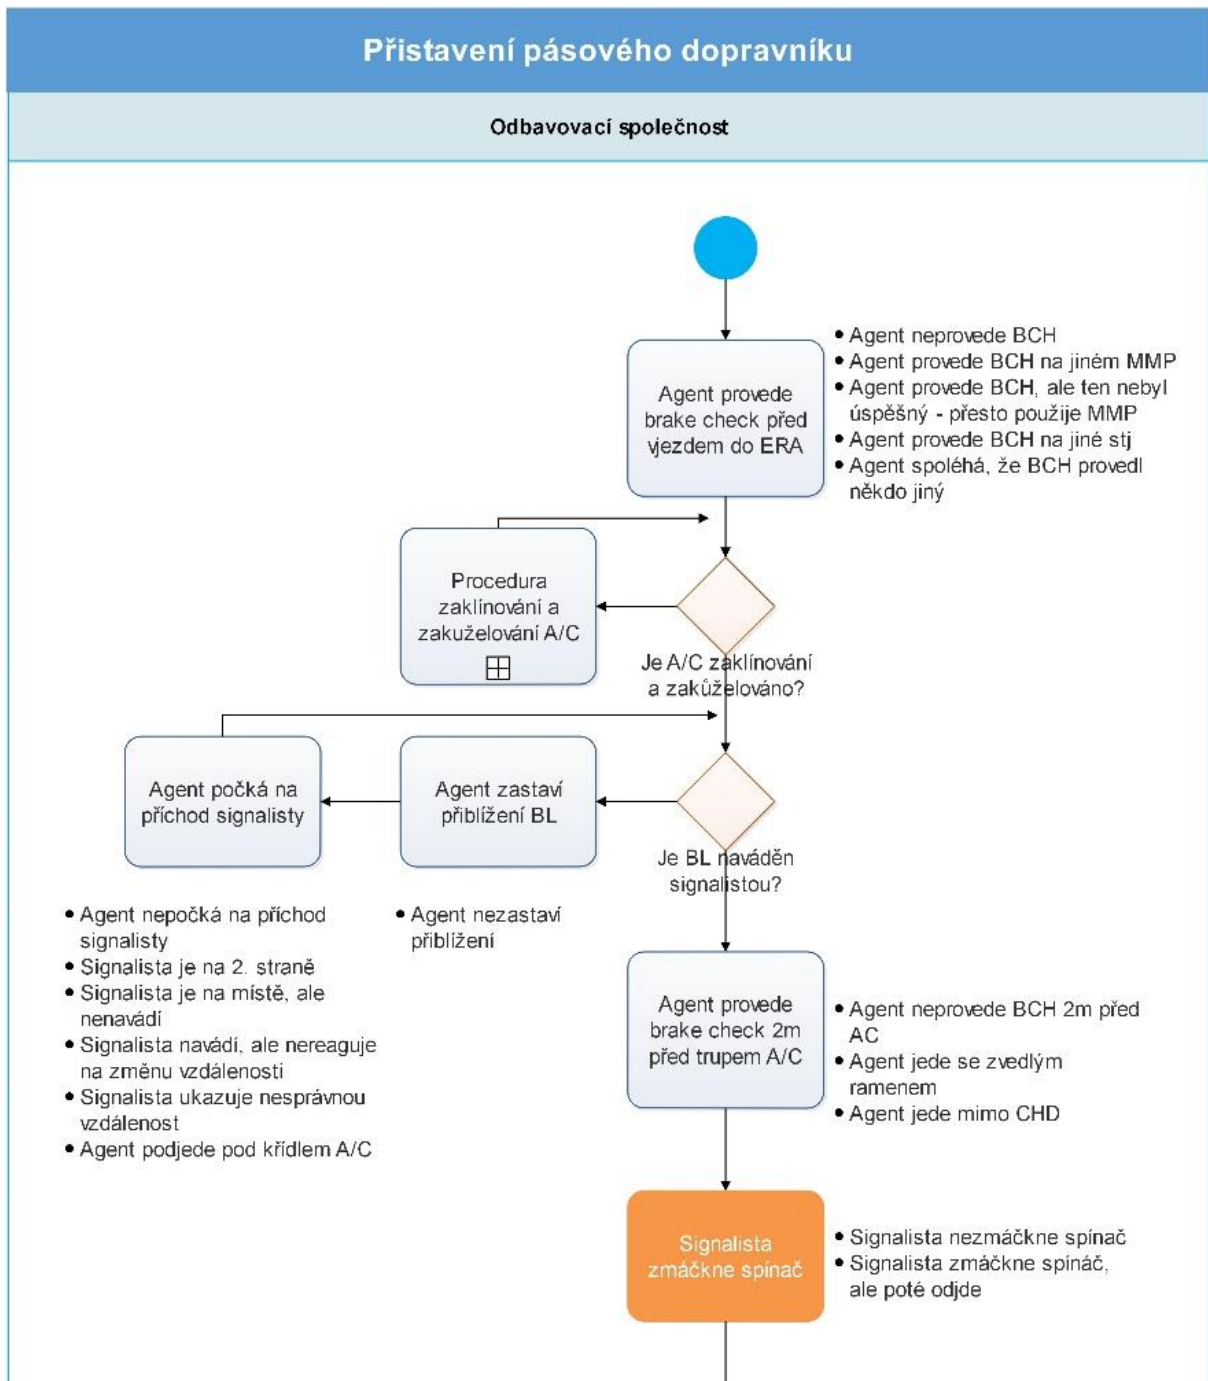 Přistavení pásového dopravníku
Odbavovací společnost
Agent provede
brake check před
vjezdem do ERA
• Agent neprovede BCH
• Agent provede BCH na jiném MMP
• Agent provede BCH, ale ten nebyl
úspěšný - přesto použije MMP
• Agent provede BCH na jiné stj
• Agent spoléhá, že BCH provedl
někdo jiný
Procedura
zaklínování a
zakuželování A/C
Je A/C zaklínování
a zakůželováno?
Agent počká na
příchod signalisty
Agent zastaví
přiblížení BL
Je BL naváděn
signalistou?
• Agent nepočká na příchod
signalisty
• Signalista je na 2. straně
• Signalista je na místě, ale
nenavádí
• Signalista navádí, ale nereaguje
na změnu vzdálenosti
• Signalista ukazuje nesprávnou
vzdálenost
• Agent podjede pod křídlem A/C
• Agent nezastaví
přiblížení
Agent provede
brake check 2m
před trupem A/C
• Agent neprovede BCH 2m před
AC
• Agent jede se zvedlým
ramenem
• Agent jede mimo CHD
Signalista
zmáčkne spínač
• Signalista nezmáčkne spínač
• Signalista zmáčkne spínáč,
ale poté odjde